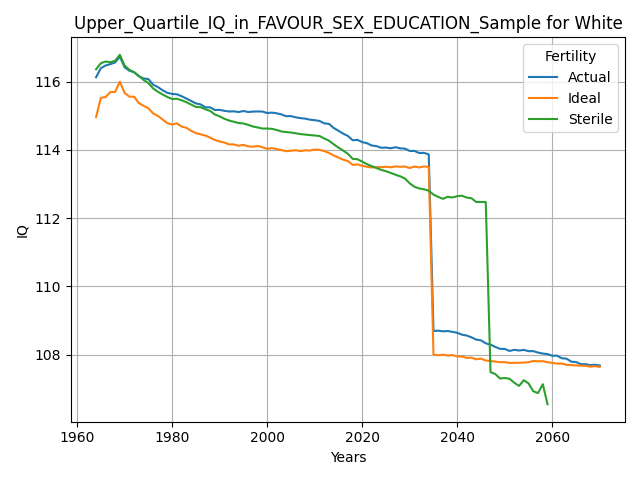 Upper_Quartile_IQ_in_FAVOUR_SEX_EDUCATION_Sample for White
Fertility
Actual
Ideal
Sterile
IQ
116
114
112
110
108
1960 1980 2000 2020 2040 2060
Years